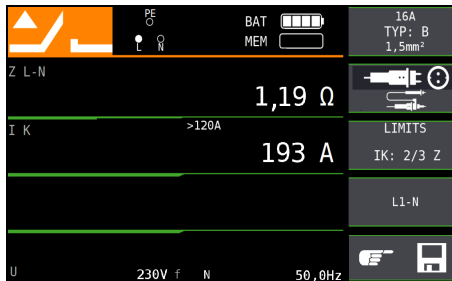 PE
L N
BAT
MEM
16A
TYP: B
1,5mm²
Z L-N
1,19 Ω
I K
>120A
193 A
LIMITS
IK: 2/3 Z
L1-N
U 230V f N 50,0Hz